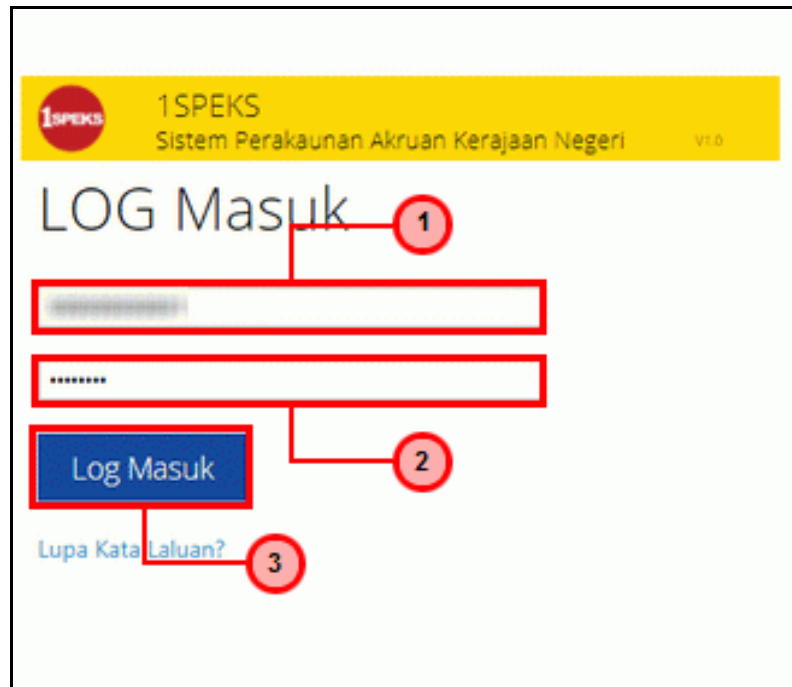 1SPEKS
1SPEKS
Sistem Perakaunan Akruan Kerajaan Negeri V1.0
LOG Masuk
1
••••••••
Log Masuk
2
Lupa Kata Laluan?
3